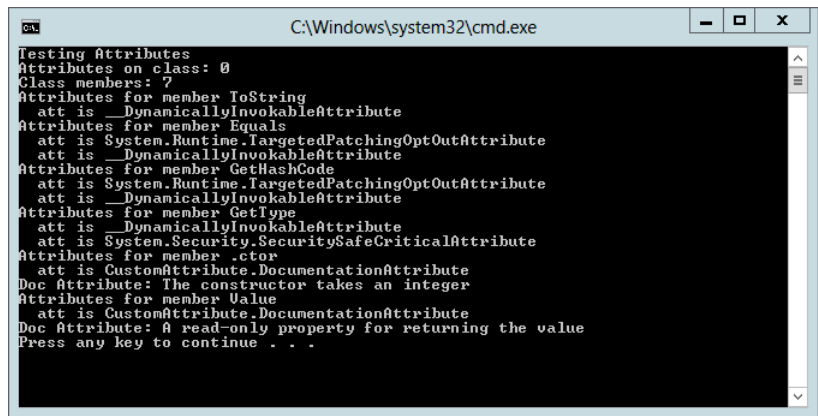 C:\Windows\system32\cmd.exe
Testing Attributes
Attributes on class: 0
Class members: 7
Attributes for member ToString
  att is __DynamicallyInvokableAttribute
Attributes for member Equals
  att is System.Runtime.TargetedPatchingOptOutAttribute
  att is __DynamicallyInvokableAttribute
Attributes for member GetHashCode
  att is System.Runtime.TargetedPatchingOptOutAttribute
  att is __DynamicallyInvokableAttribute
Attributes for member GetType
  att is __DynamicallyInvokableAttribute
  att is System.Security.SecuritySafeCriticalAttribute
Attributes for member .ctor
  att is CustomAttribute.DocumentationAttribute
Doc Attribute: The constructor takes an integer
Attributes for member Value
  att is CustomAttribute.DocumentationAttribute
Doc Attribute: A read-only property for returning the value
Press any key to continue . . .